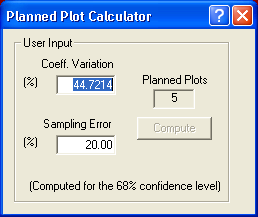 Planned Plot Calculator
User Input
Coeff. Variation
(%) 44.7214
Planned Plots
5
Sampling Error
(%) 20.00
Compute
(Computed for the 68% confidence level)